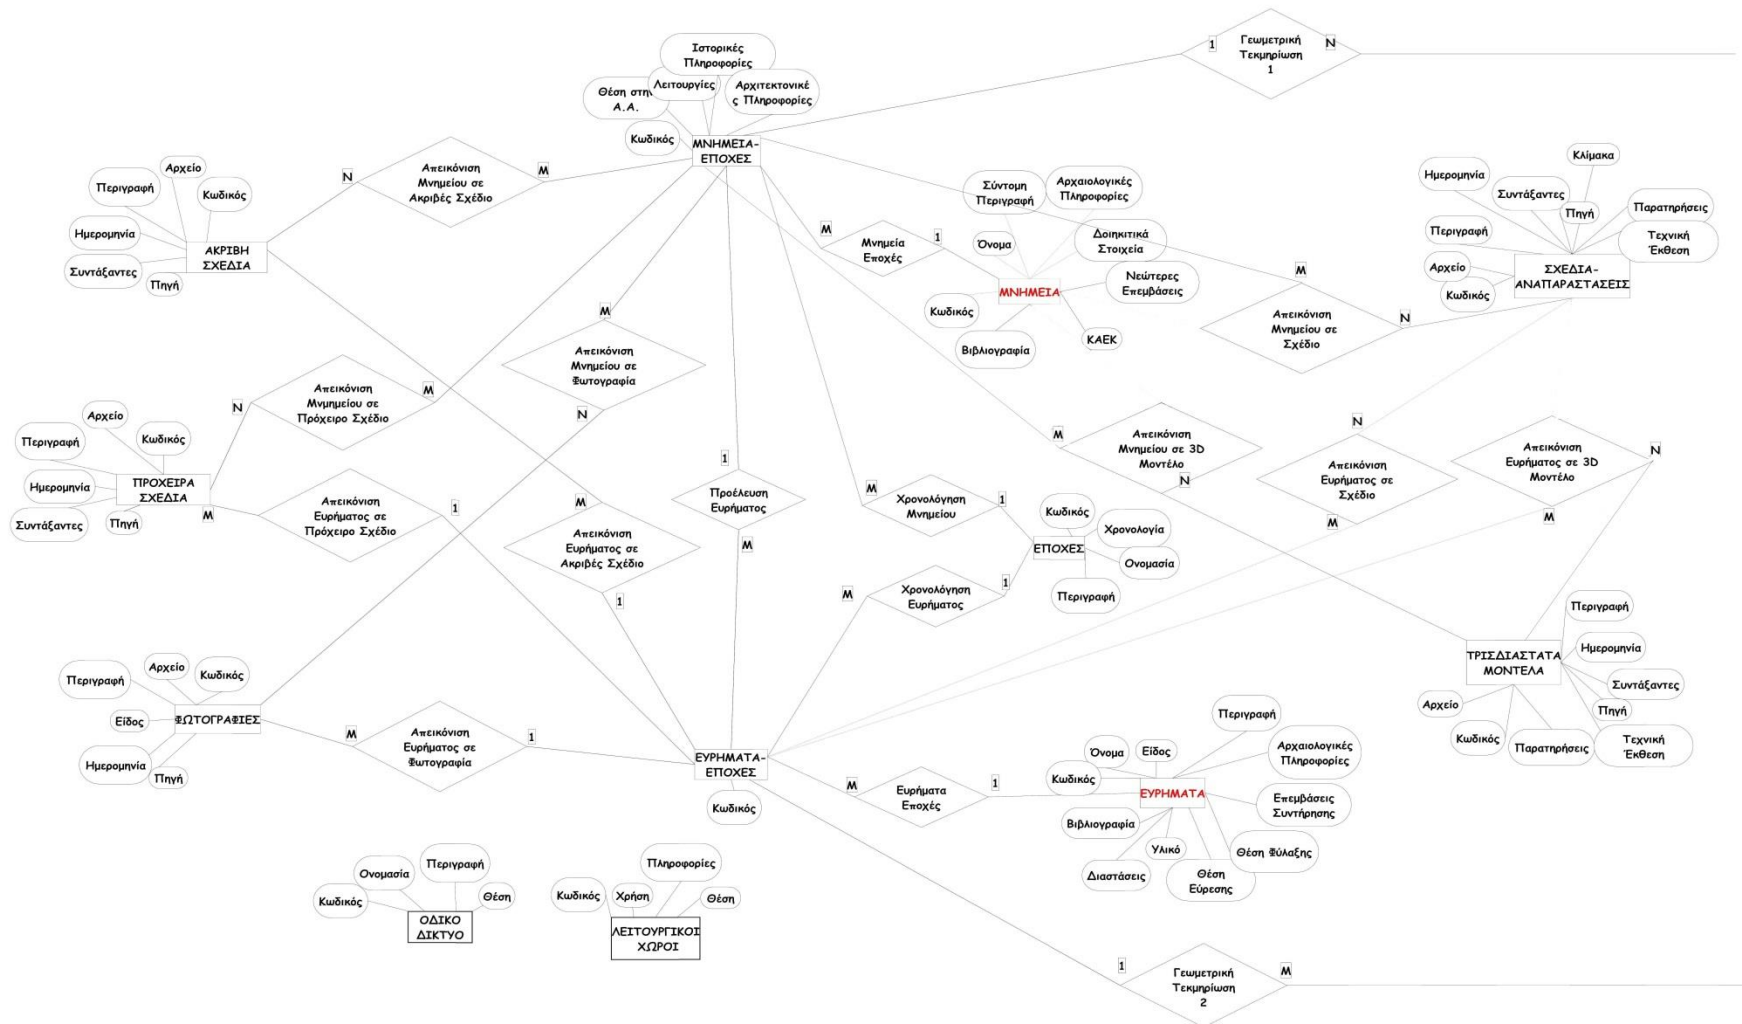 1
Γεωμετρική
Τεκμηρίωση
1
N
Ιστορικές
Πληροφορίες
Λειτουργίες
Θέση στην
Α.Α.
Αρχιτεκτονικέ
ς Πληροφορίες
Κωδικός
ΜΝΗΜΕΙΑ-
ΕΠΟΧΕΣ
Απεικόνιση
Μνημείου σε
Ακριβές Σχέδιο
N
M
Αρχείο
Περιγραφή
Κωδικός
Ημερομηνία
ΑΚΡΙΒΗ
ΣΧΕΔΙΑ
Συντάξαντες
Πηγή
Σύντομη
Περιγραφή
Αρχαιολογικές
Πληροφορίες
M
Μνημεία
Εποχές
1
Όνομα
Διοηκιτικά
Στοιχεία
Νεώτερες
Επεμβάσεις
ΜΝΗΜΕΙΑ
Κωδικός
Βιβλιογραφία
ΚΑΕΚ
Κλίμακα
Ημερομηνία
Συντάξαντες
Πηγή
Παρατηρήσεις
Περιγραφή
Τεχνική
Έκθεση
Αρχείο
Κωδικός
ΣΧΕΔΙΑ-
ΑΝΑΠΑΡΑΣΤΑΣΕΙΣ
M
Απεικόνιση
Μνημείου σε
Σχέδιο
N
M
Απεικόνιση
Μνημείου σε
Φωτογραφία
N
Απεικόνιση
Μνμημείου σε
Πρόχειρο Σχέδιο
N
M
Αρχείο
Περιγραφή
Κωδικός
Ημερομηνία
ΠΡΟΧΕΙΡΑ
ΣΧΕΔΙΑ
Συντάξαντες
Πηγή
M
Απεικόνιση
Ευρήματος σε
Πρόχειρο Σχέδιο
1
M
Απεικόνιση
Ευρήματος σε
Ακριβές Σχέδιο
1
1
Προέλευση
Ευρήματος
M
M
Χρονολόγηση
Μνημείου
1
M
Απεικόνιση
Μνημείου σε 3D
Μοντέλο
N
N
Απεικόνιση
Ευρήματος σε
Σχέδιο
M
Απεικόνιση
Ευρήματος σε 3D
Μοντέλο
N
M
Κωδικός
Χρονολογία
ΕΠΟΧΕΣ
Ονομασία
Περιγραφή
M
Χρονολόγηση
Ευρήματος
1
Περιγραφή
Ημερομηνία
ΤΡΙΣΔΙΑΣΤΑΤΑ
ΜΟΝΤΕΛΑ
Συντάξαντες
Αρχείο
Πηγή
Κωδικός
Παρατηρήσεις
Τεχνική
Έκθεση
Αρχείο
Περιγραφή
Κωδικός
Είδος
ΦΩΤΟΓΡΑΦΙΕΣ
Ημερομηνία
Πηγή
M
Απεικόνιση
Ευρήματος σε
Φωτογραφία
1
ΕΥΡΗΜΑΤΑ-
ΕΠΟΧΕΣ
Κωδικός
M
Ευρήματα
Εποχές
1
Περιγραφή
Όνομα
Είδος
Αρχαιολογικές
Πληροφορίες
Κωδικός
ΕΥΡΗΜΑΤΑ
Επεμβάσεις
Συντήρησης
Βιβλιογραφία
Υλικό
Θέση Φύλαξης
Διαστάσεις
Θέση
Εύρεσης
Περιγραφή
Ονομασία
Κωδικός
Θέση
ΟΔΙΚΟ
ΔΙΚΤΥΟ
Πληροφορίες
Κωδικός
Χρήση
Θέση
ΛΕΙΤΟΥΡΓΙΚΟΙ
ΧΩΡΟΙ
1
Γεωμετρική
Τεκμηρίωση
2
M